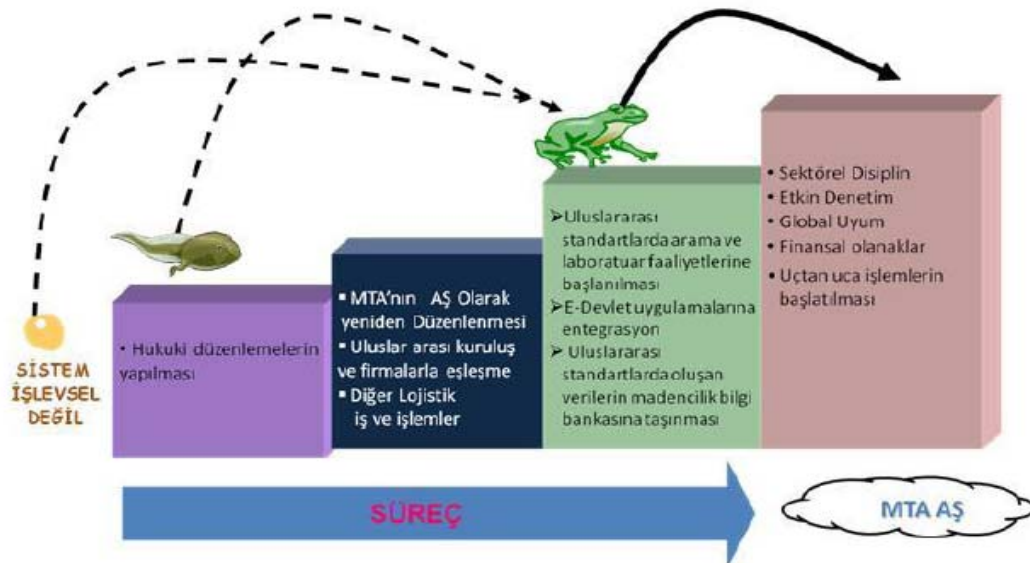 SİSTEM
İŞLEVSEL
DEĞİL
• Hukuki düzenlemelerin
yapılması
▪ MTA'nın AŞ Olarak
yeniden Düzenlenmesi
▪ Uluslar arası kuruluş
ve firmalarla eşleşme
▪ Diğer Lojistik
iş ve işlemler
➢Uluslararası
standartlarda arama ve
laboratuar faaliyetlerine
başlanılması
➢E-Devlet uygulamalarına
entegrasyon
➢ Uluslararası
standartlarda oluşan
verilerin madencilik bilgi
bankasına taşınması
• Sektörel Disiplin
• Etkin Denetim
• Global Uyum
• Finansal olanaklar
• Uçtan uca işlemlerin
başlatılması
SÜREÇ
MTA AŞ